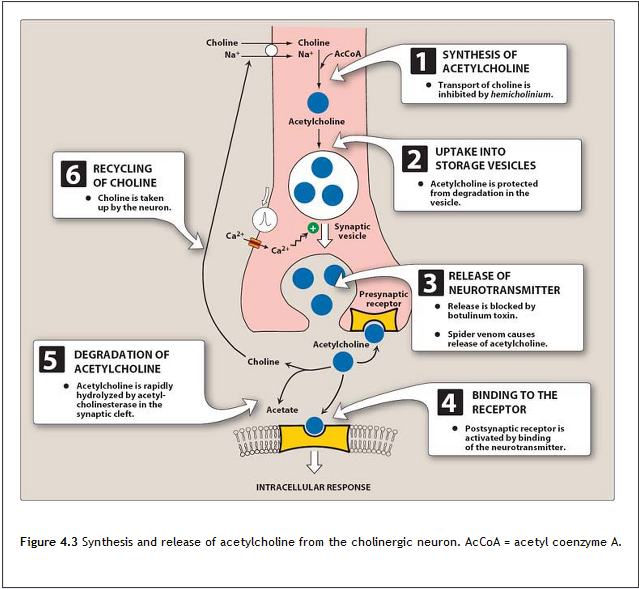 Choline Choline
Na⁺ Na⁺
AcCoA
Acetylcholine
1 SYNTHESIS OF
ACETYLCHOLINE
• Transport of choline is
inhibited by hemicholinium.
2 UPTAKE INTO
STORAGE VESICLES
• Acetylcholine is protected
from degradation in the
vesicle.
6 RECYCLING
OF CHOLINE
• Choline is taken
up by the neuron.
Ca²⁺ Ca²⁺
+
Synaptic
vesicle
3 RELEASE OF
NEUROTRANSMITTER
• Release is blocked by
botulinum toxin.
• Spider venom causes
release of acetylcholine.
Presynaptic
receptor
Acetylcholine
Choline
Acetate
5 DEGRADATION OF
ACETYLCHOLINE
• Acetylcholine is rapidly
hydrolyzed by acetyl-
cholinesterase in the
synaptic cleft.
4 BINDING TO THE
RECEPTOR
• Postsynaptic receptor is
activated by binding
of the neurotransmitter.
INTRACELLULAR RESPONSE
Figure 4.3 Synthesis and release of acetylcholine from the cholinergic neuron. AcCoA = acetyl coenzyme A.